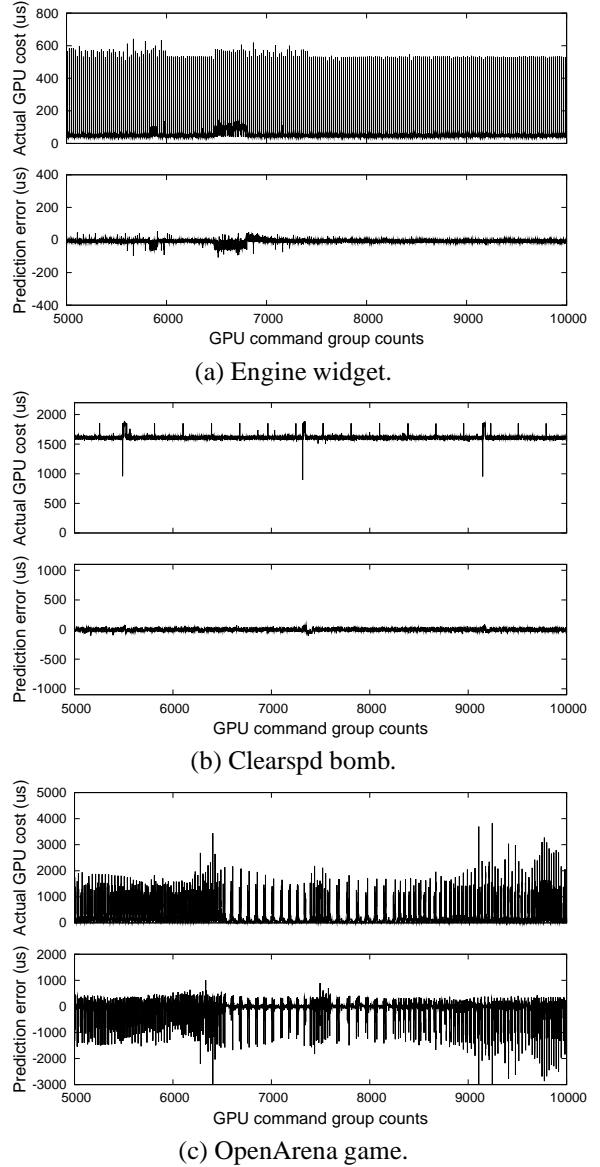 Actual GPU cost (us)
800
600
400
200
0
Prediction error (us)
400
200
0
-200
-400
5000 6000 7000 8000 9000 10000
GPU command group counts
(a) Engine widget.
Actual GPU cost (us)
2000
1500
1000
500
0
Prediction error (us)
1000
500
0
-500
-1000
5000 6000 7000 8000 9000 10000
GPU command group counts
(b) Clearspd bomb.
Actual GPU cost (us)
5000
4000
3000
2000
1000
0
Prediction error (us)
2000
1000
0
-1000
-2000
-3000
5000 6000 7000 8000 9000 10000
GPU command group counts
(c) OpenArena game.